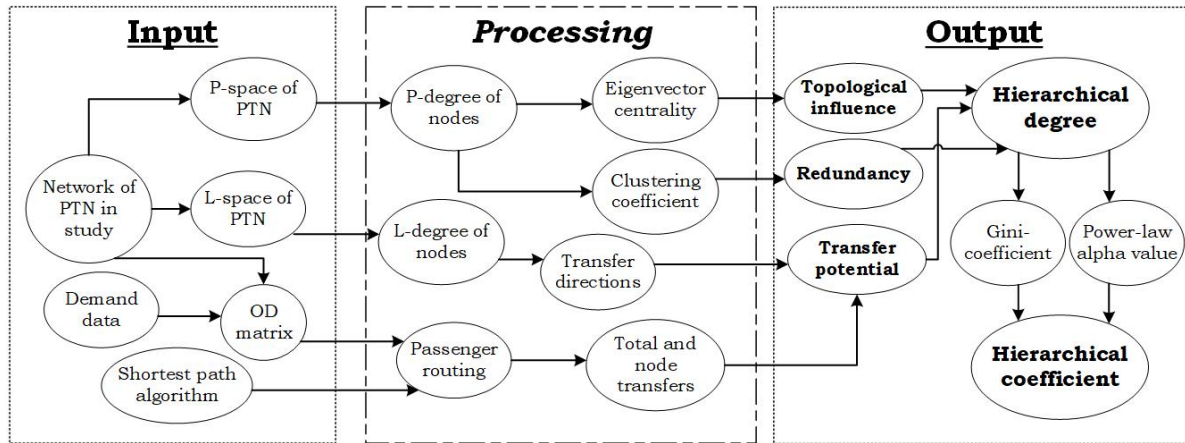 Input
P-space of
PTN
Network of
PTN in
study
L-space of
PTN
Demand
data
OD
matrix
Shortest path
algorithm
Processing
P-degree of
nodes
Eigenvector
centrality
Clustering
coefficient
L-degree of
nodes
Transfer
directions
Passenger
routing
Total and
node
transfers
Output
Topological
influence
Hierarchical
degree
Redundancy
Transfer
potential
Gini-
coefficient
Power-law
alpha value
Hierarchical
coefficient